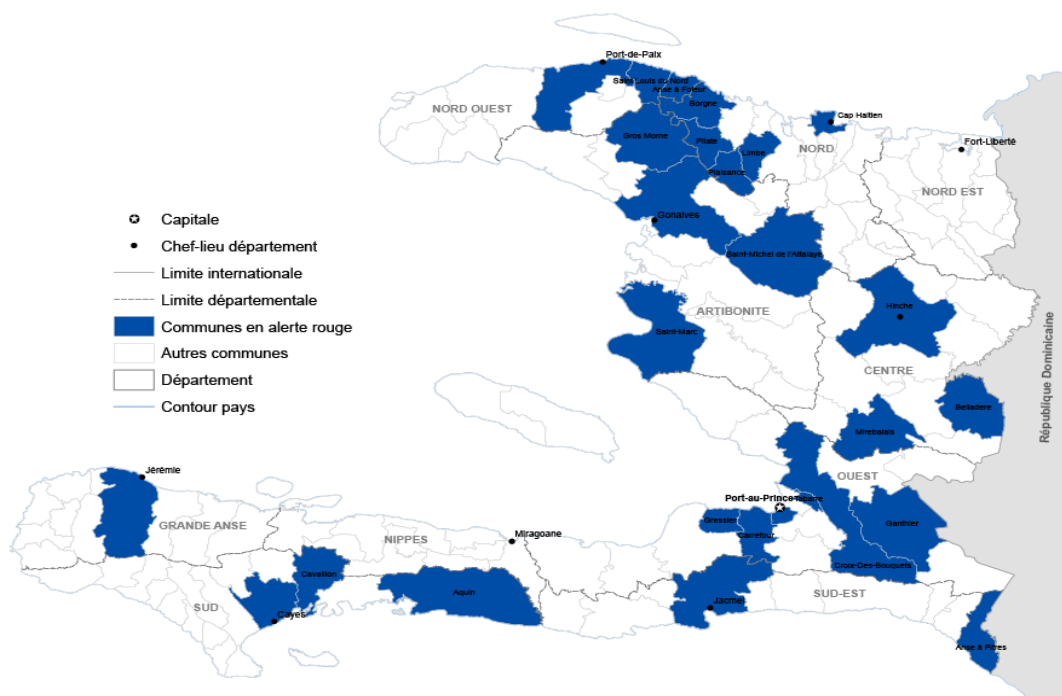 Port-de-Paix
Saint Louis du Nord
Anse à Foleur
Borgne
NORD OUEST
Cap Haïtien
Gros Morne
Pilate
Limbe
NORD
Fort-Liberté
Plaisance
NORD EST
Gonaives
Saint-Michel de l'Attalaye
Capitale
Chef-lieu département
Limite internationale
Limite départementale
Communes en alerte rouge
Autres communes
Département
Contour pays
Hinche
ARTIBONITE
Saint-Marc
CENTRE
République Dominicaine
Belladere
Mirebalais
Jérémie
OUEST
Port-au-Prince
Tabarre
GRANDE ANSE
Gressier
Ganthier
Carrefour
NIPPES
Miragoane
Croix-Des-Bouquets
Cavaillon
Aquin
SUD
Cayes
Jacmel
SUD-EST
Anse à Pitres